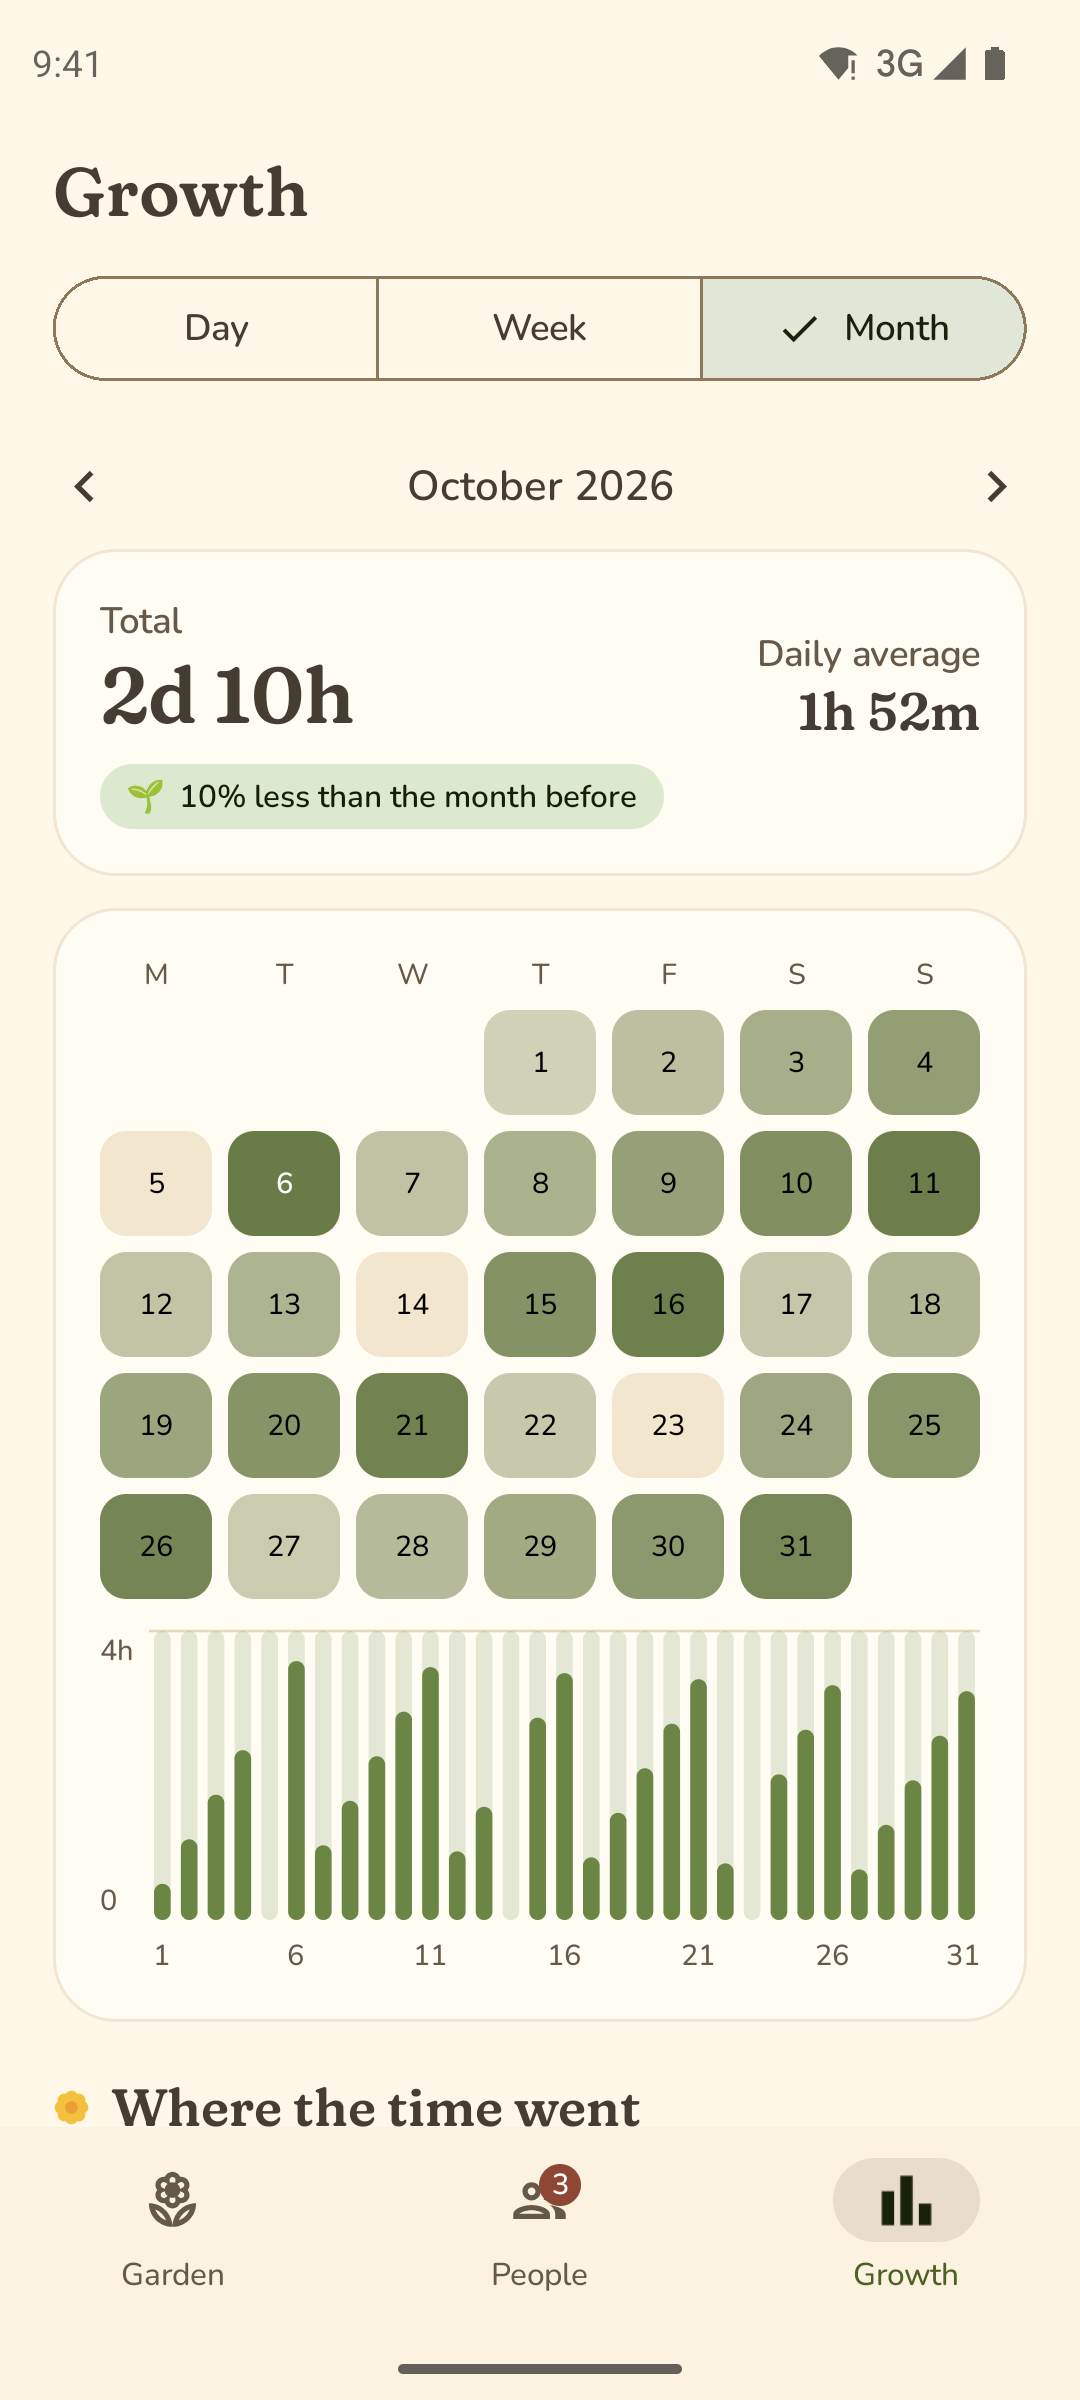 9:41
3G
Growth
Day Week Month
October 2026
Total
2d 10h
Daily average
1h 52m
10% less than the month before
M T W T F S S
1 2 3 4
5 6 7 8 9 10 11
12 13 14 15 16 17 18
19 20 21 22 23 24 25
26 27 28 29 30 31
4h
0
1 6 11 16 21 26 31
Where the time went
3
Garden People Growth